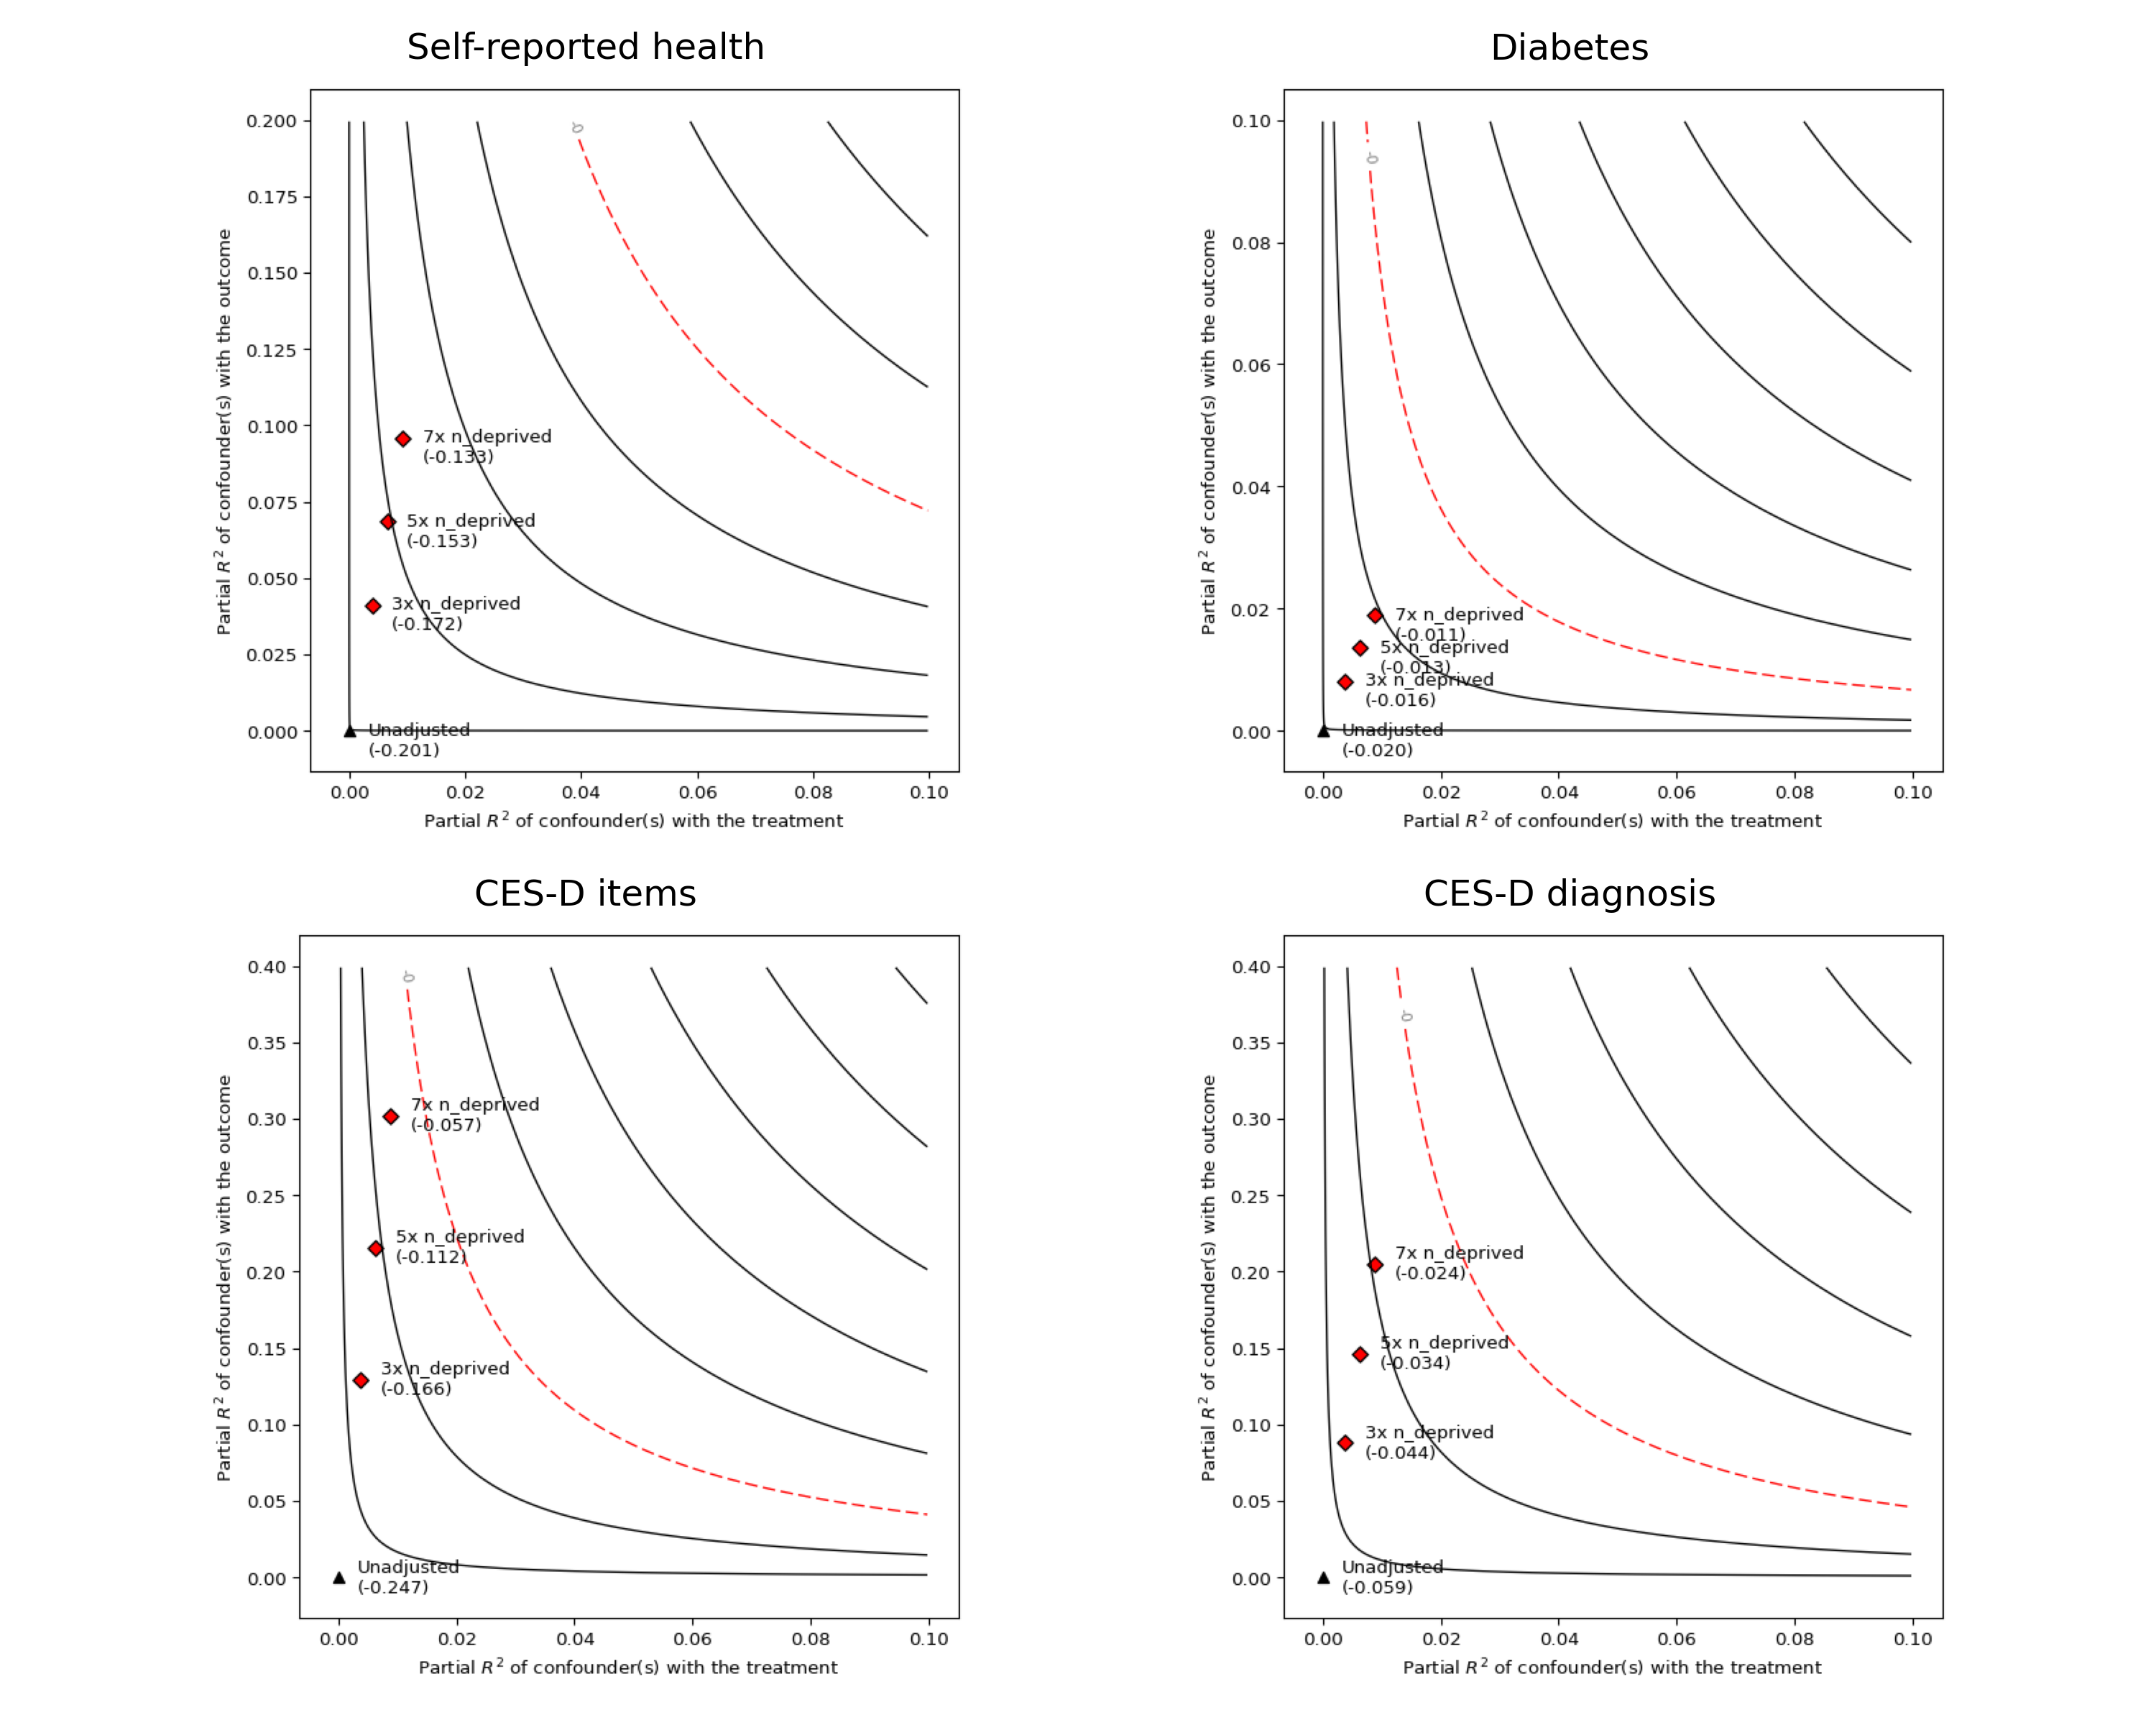 Self-reported health
0.200
0.175
0.150
0.125
0.100
0.075
0.050
0.025
0.000
Partial R² of confounder(s) with the outcome
0
7x n_deprived
(-0.133)
5x n_deprived
(-0.153)
3x n_deprived
(-0.172)
Unadjusted
(-0.201)
0.00 0.02 0.04 0.06 0.08 0.10
Partial R² of confounder(s) with the treatment
Diabetes
0.10
0.08
0.06
0.04
0.02
0.00
Partial R² of confounder(s) with the outcome
0
7x n_deprived
(-0.011)
5x n_deprived
(-0.013)
3x n_deprived
(-0.016)
Unadjusted
(-0.020)
0.00 0.02 0.04 0.06 0.08 0.10
Partial R² of confounder(s) with the treatment
CES-D items
0.40
0.35
0.30
0.25
0.20
0.15
0.10
0.05
0.00
Partial R² of confounder(s) with the outcome
0
7x n_deprived
(-0.057)
5x n_deprived
(-0.112)
3x n_deprived
(-0.166)
Unadjusted
(-0.247)
0.00 0.02 0.04 0.06 0.08 0.10
Partial R² of confounder(s) with the treatment
CES-D diagnosis
0.40
0.35
0.30
0.25
0.20
0.15
0.10
0.05
0.00
Partial R² of confounder(s) with the outcome
0
7x n_deprived
(-0.024)
5x n_deprived
(-0.034)
3x n_deprived
(-0.044)
Unadjusted
(-0.059)
0.00 0.02 0.04 0.06 0.08 0.10
Partial R² of confounder(s) with the treatment